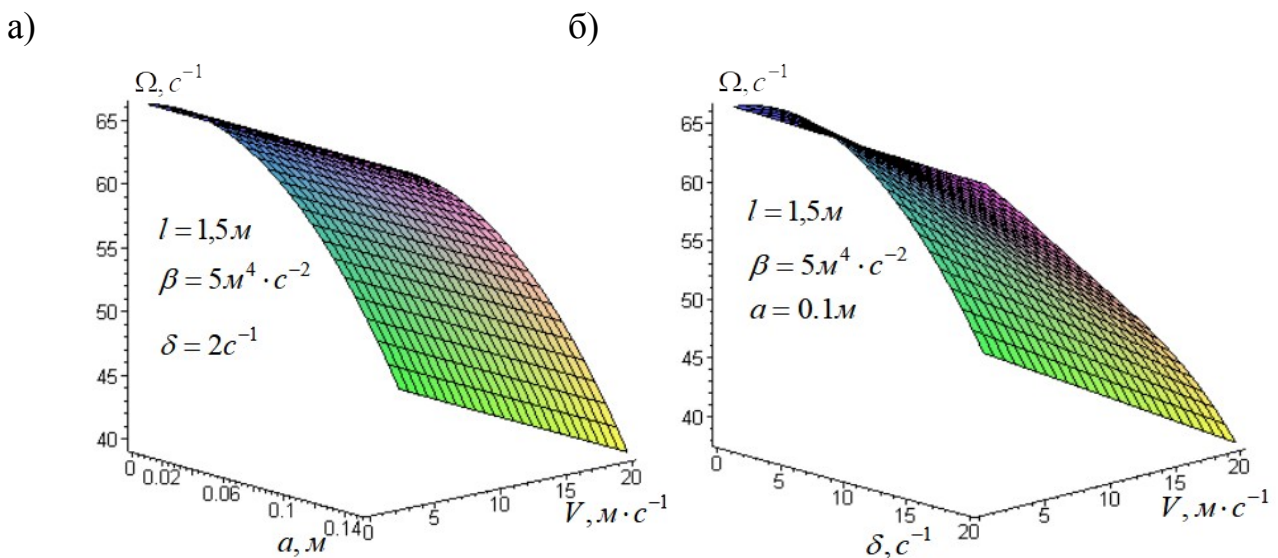 а)
Ω, c⁻¹
65
60
55
50
45
40
l = 1,5м
β = 5м⁴ · с⁻²
δ = 2c⁻¹
0
0.02
0.06
0.1
0.14
a, м
0
5
10
15
20
V, м · c⁻¹
б)
Ω, c⁻¹
65
60
55
50
45
40
l = 1,5м
β = 5м⁴ · с⁻²
a = 0.1м
0
5
10
15
20
δ, c⁻¹
5
10
15
20
V, м · c⁻¹